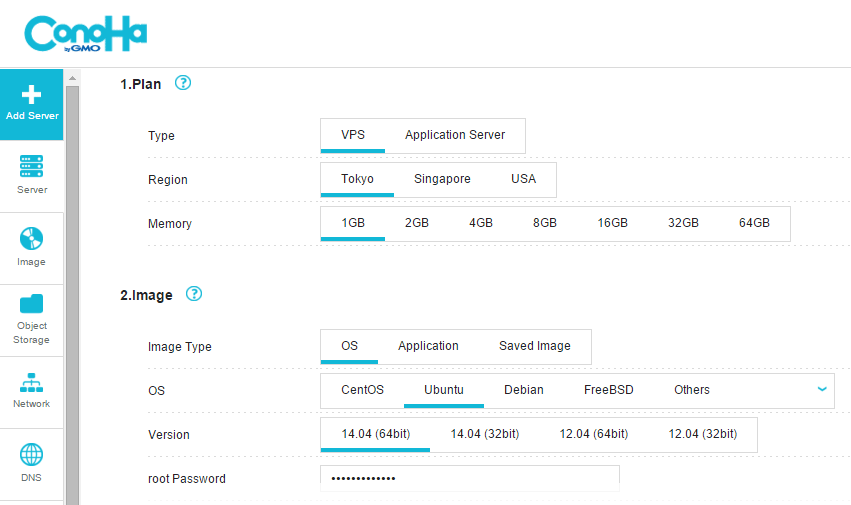 ConoHa
by GMO
Add Server
Server
Image
Object
Storage
Network
DNS
1.Plan ?
Type VPS Application Server
Region Tokyo Singapore USA
Memory 1GB 2GB 4GB 8GB 16GB 32GB 64GB
2.Image ?
Image Type OS Application Saved Image
OS CentOS Ubuntu Debian FreeBSD Others
Version 14.04 (64bit) 14.04 (32bit) 12.04 (64bit) 12.04 (32bit)
root Password •••••••••••••